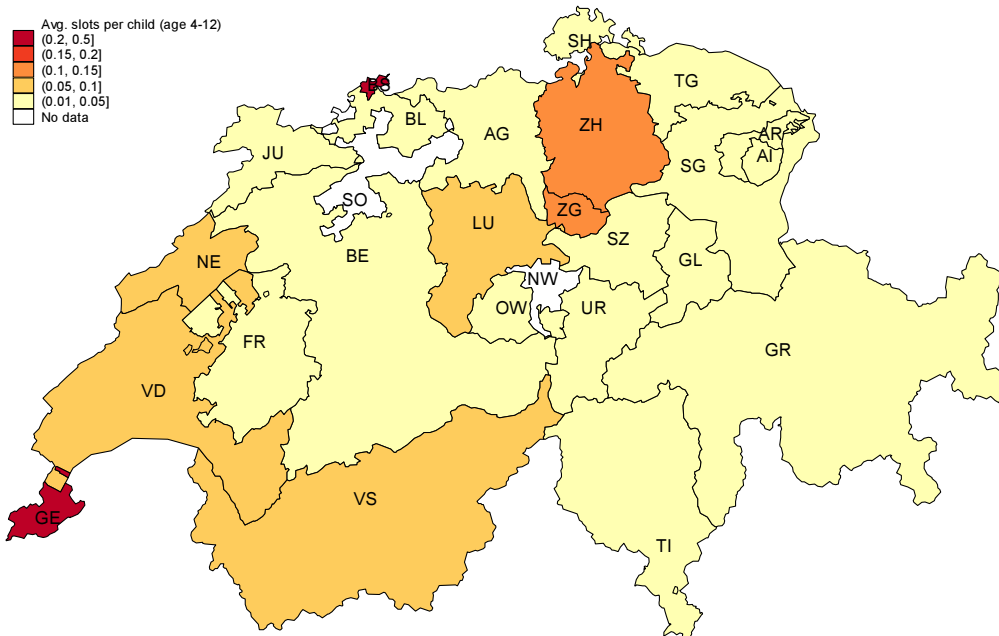 Avg. slots per child (age 4-12)
(0.2, 0.5]
(0.15, 0.2]
(0.1, 0.15]
(0.05, 0.1]
(0.01, 0.05]
No data
SH
TG
BL
AG
ZH
AR
AI
JU
SG
SO
ZG
LU
SZ
NE
BE
GL
NW
OW
UR
FR
GR
VD
VS
GE
TI